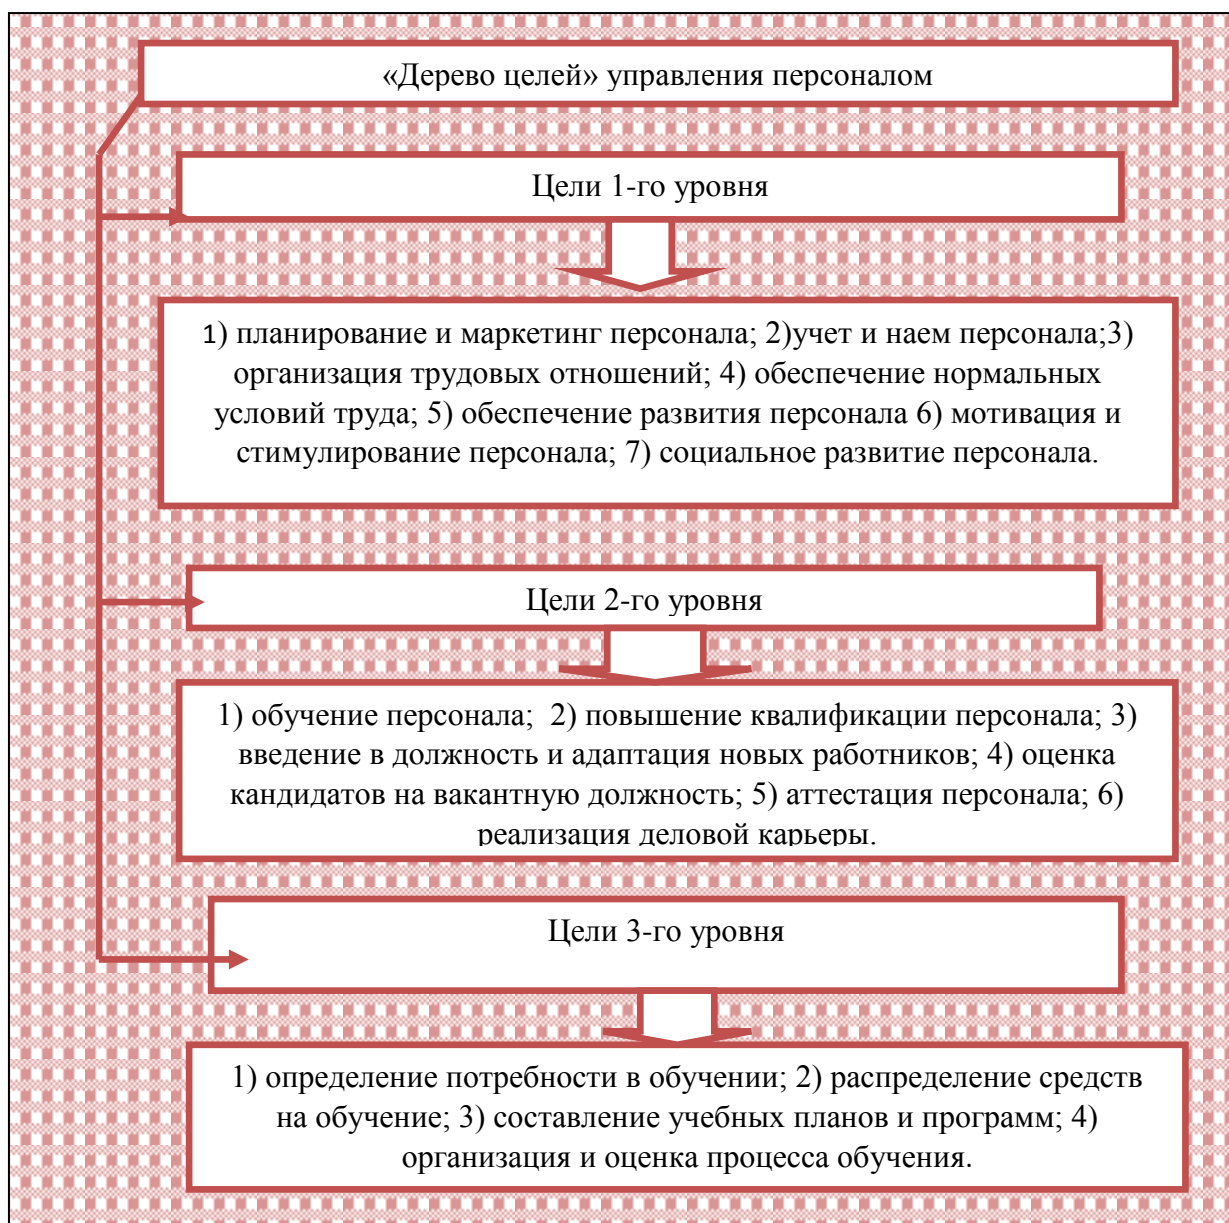 «Дерево целей» управления персоналом
Цели 1-го уровня
1) планирование и маркетинг персонала; 2)учет и наем персонала;3)
организация трудовых отношений; 4) обеспечение нормальных
условий труда; 5) обеспечение развития персонала 6) мотивация и
стимулирование персонала; 7) социальное развитие персонала.
Цели 2-го уровня
1) обучение персонала;  2) повышение квалификации персонала; 3)
введение в должность и адаптация новых работников; 4) оценка
кандидатов на вакантную должность; 5) аттестация персонала; 6)
реализация деловой карьеры.
Цели 3-го уровня
1) определение потребности в обучении; 2) распределение средств
на обучение; 3) составление учебных планов и программ; 4)
организация и оценка процесса обучения.